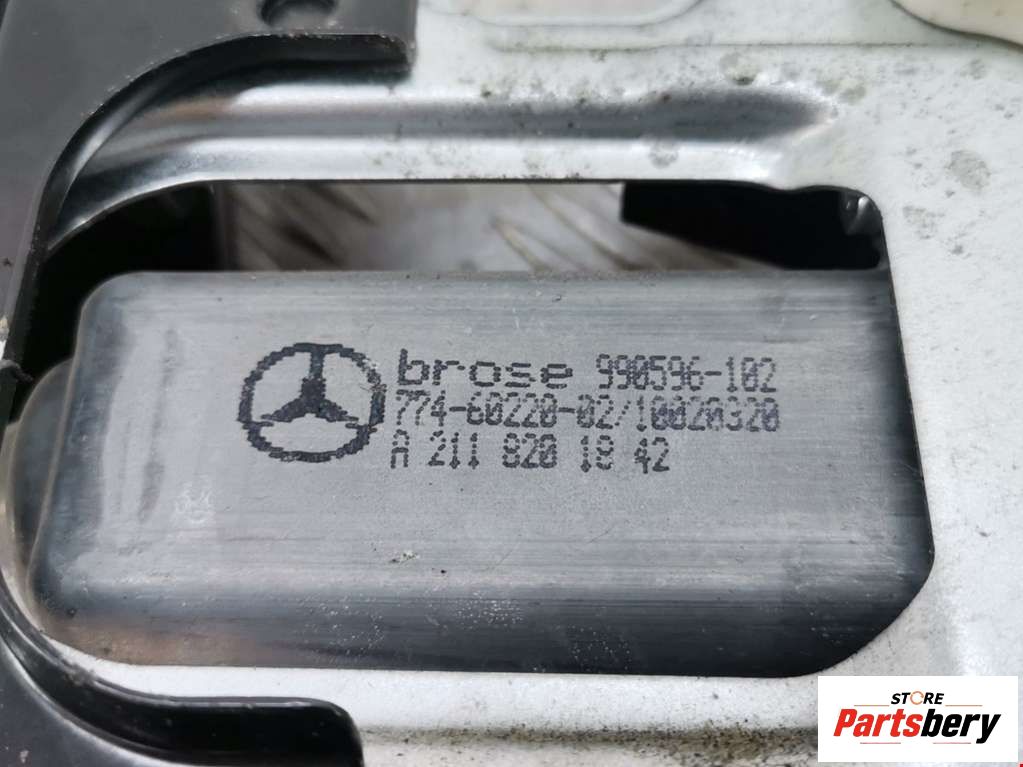 brose 990596-102
774-60220-02/10020320
A 211 820 18 42
STORE
Partsbery